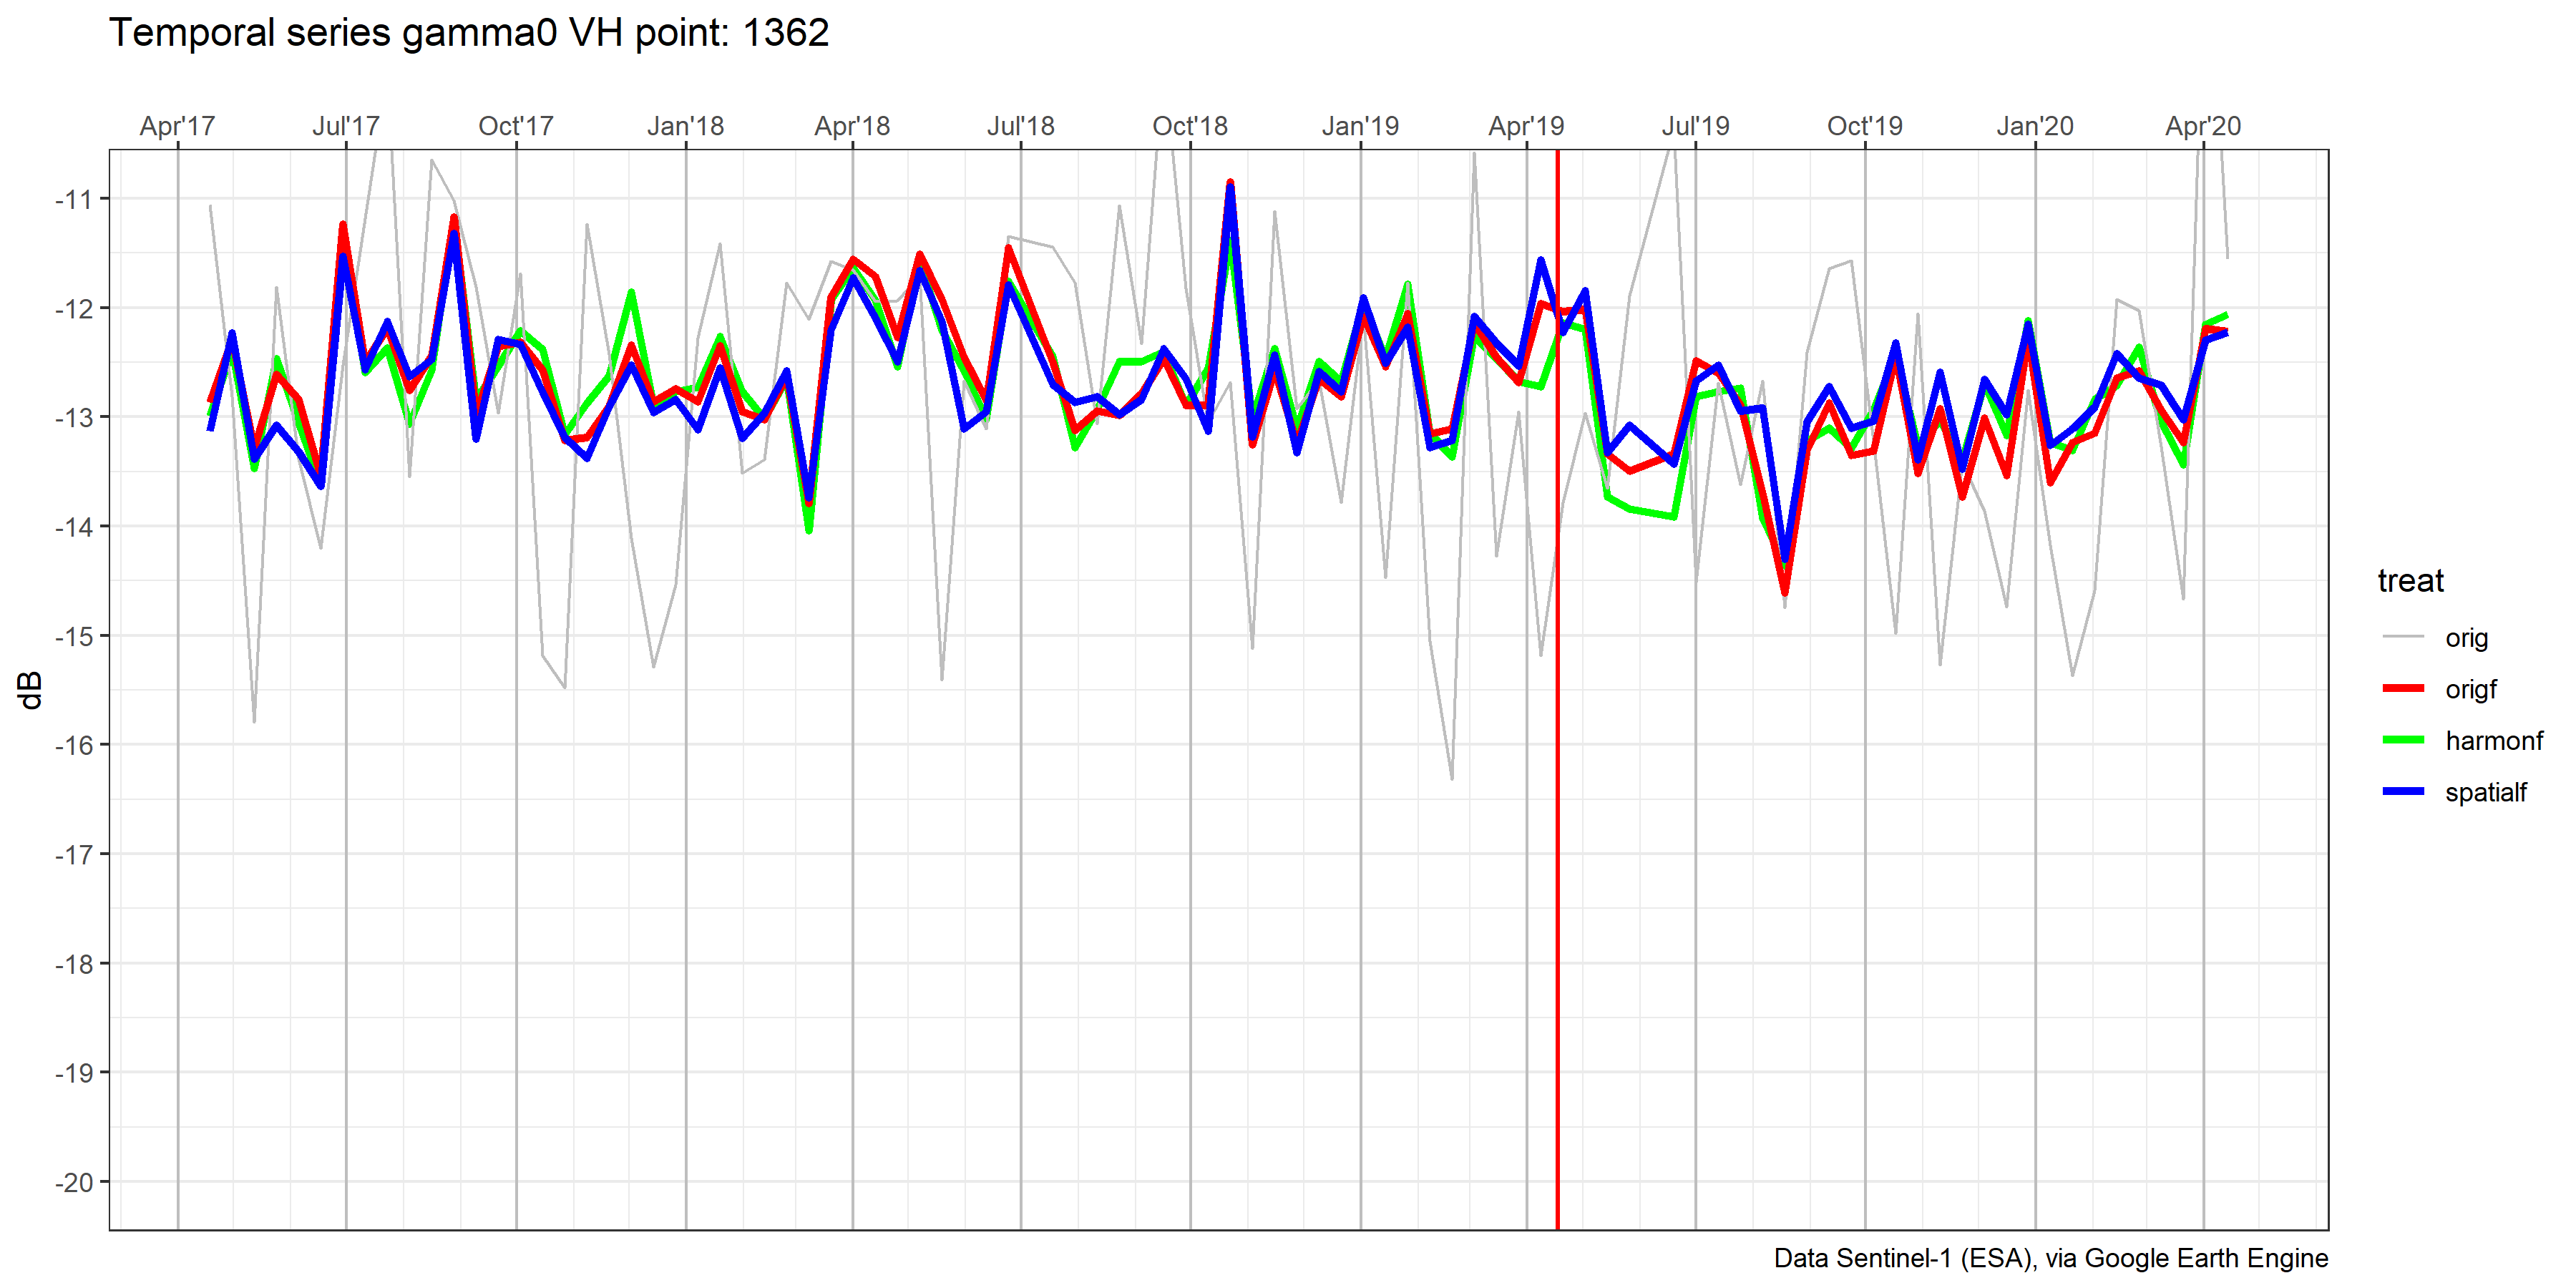 Temporal series gamma0 VH point: 1362
Apr'17 Jul'17 Oct'17 Jan'18 Apr'18 Jul'18 Oct'18 Jan'19 Apr'19 Jul'19 Oct'19 Jan'20 Apr'20
-11
-12
-13
-14
-15
-16
-17
-18
-19
-20
dB
treat
orig
origf
harmonf
spatialf
Data Sentinel-1 (ESA), via Google Earth Engine